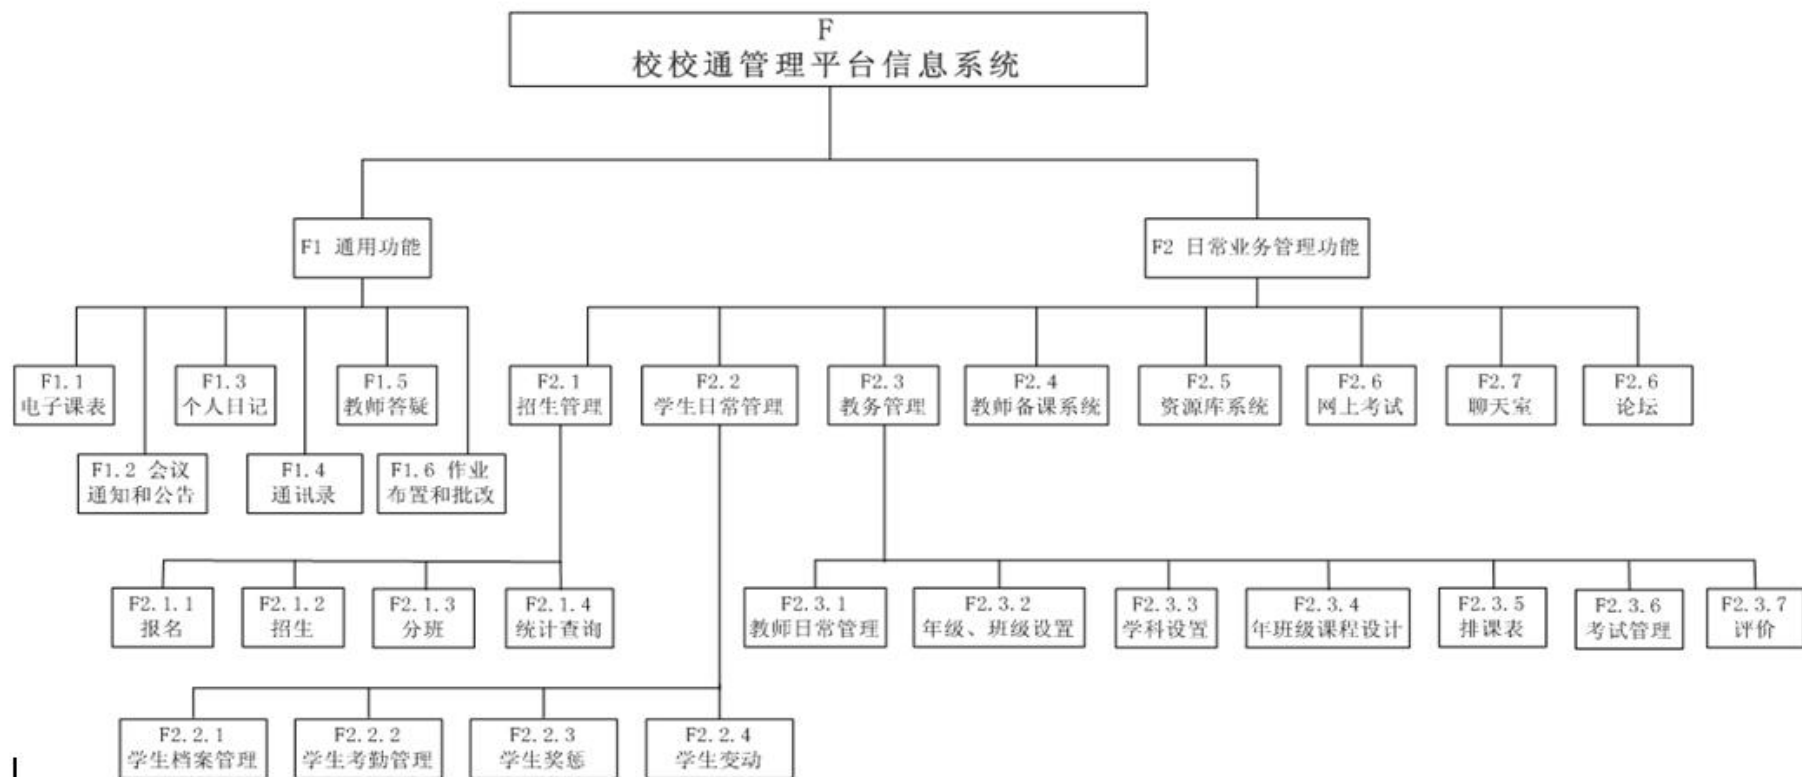 F
校校通管理平台信息系统
F1 通用功能
F2 日常业务管理功能
F1.1
电子课表
F1.3
个人日记
F1.5
教师答疑
F2.1
招生管理
F2.2
学生日常管理
F2.3
教务管理
F2.4
教师备课系统
F2.5
资源库系统
F2.6
网上考试
F2.7
聊天室
F2.6
论坛
F1.2 会议
通知和公告
F1.4
通讯录
F1.6 作业
布置和批改
F2.1.1
报名
F2.1.2
招生
F2.1.3
分班
F2.1.4
统计查询
F2.3.1
教师日常管理
F2.3.2
年级、班级设置
F2.3.3
学科设置
F2.3.4
年班级课程设计
F2.3.5
排课表
F2.3.6
考试管理
F2.3.7
评价
F2.2.1
学生档案管理
F2.2.2
学生考勤管理
F2.2.3
学生奖惩
F2.2.4
学生变动